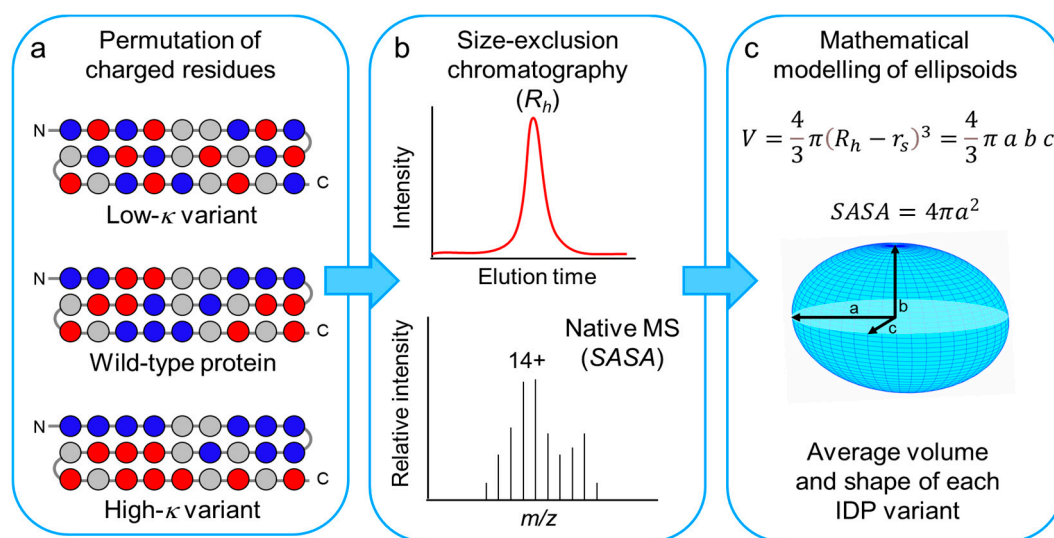 a
Permutation of
charged residues
N
C
Low-κ variant
N
C
Wild-type protein
N
C
High-κ variant
b
Size-exclusion
chromatography
(Rh)
Intensity
Elution time
Native MS
(SASA)
14+
Relative intensity
m/z
c
Mathematical
modelling of ellipsoids
V = 4/3 π(Rh − rs)³ = 4/3 π a b c
SASA = 4πa²
a
b
c
Average volume
and shape of each
IDP variant